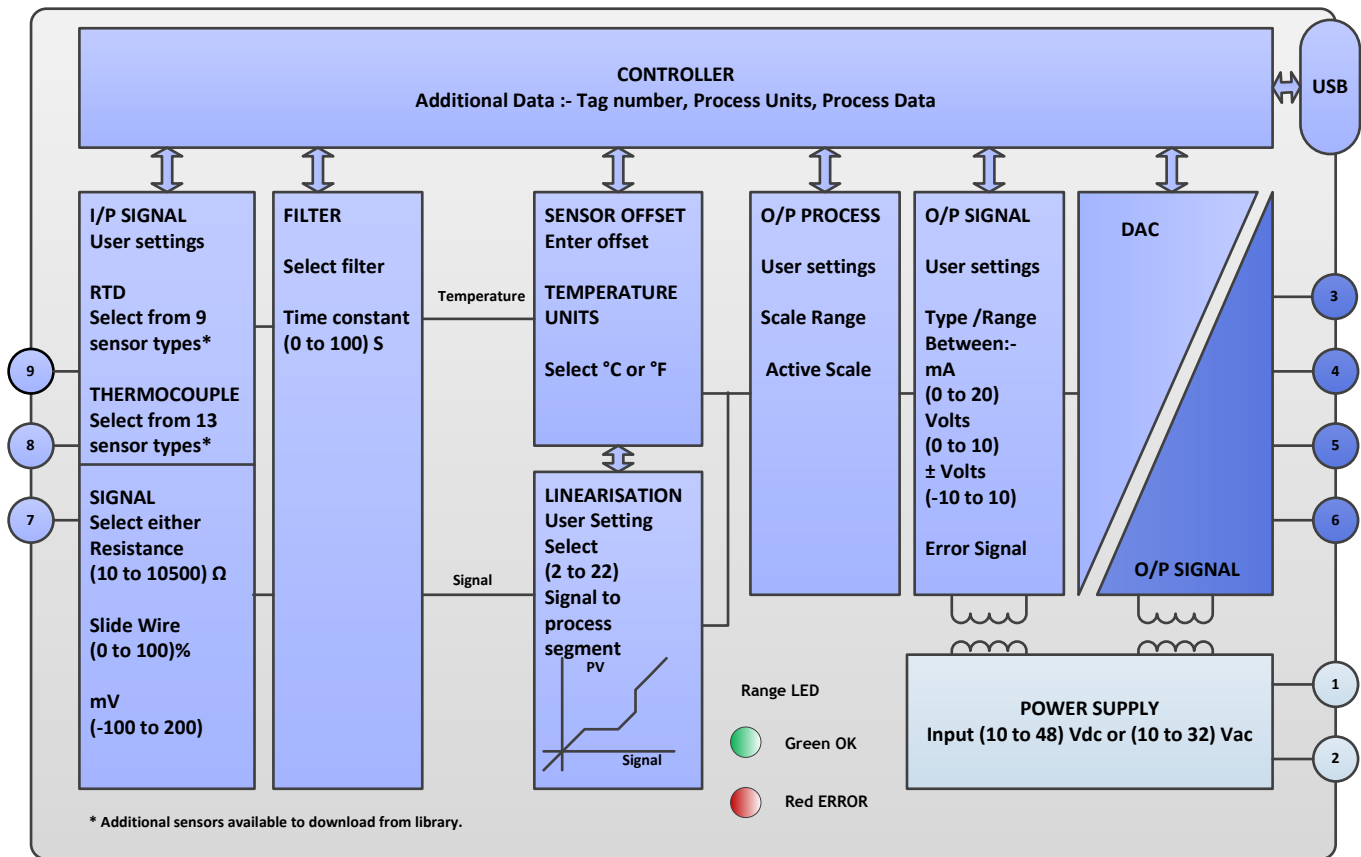 CONTROLLER
Additional Data :- Tag number, Process Units, Process Data
USB
I/P SIGNAL
User settings
RTD
Select from 9
sensor types*
THERMOCOUPLE
Select from 13
sensor types*
SIGNAL
Select either
Resistance
(10 to 10500) Ω
Slide Wire
(0 to 100)%
mV
(-100 to 200)
9
8
7
FILTER
Select filter
Time constant
(0 to 100) S
Temperature
Signal
SENSOR OFFSET
Enter offset
TEMPERATURE
UNITS
Select °C or °F
LINEARISATION
User Setting
Select
(2 to 22)
Signal to
process
segment
PV
Signal
O/P PROCESS
User settings
Scale Range
Active Scale
O/P SIGNAL
User settings
Type /Range
Between:-
mA
(0 to 20)
Volts
(0 to 10)
± Volts
(-10 to 10)
Error Signal
DAC
O/P SIGNAL
3
4
5
6
Range LED
Green OK
Red ERROR
POWER SUPPLY
Input (10 to 48) Vdc or (10 to 32) Vac
1
2
* Additional sensors available to download from library.